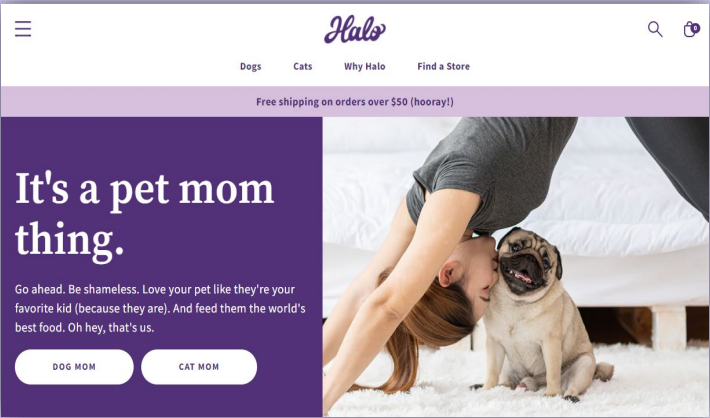 Halo
0
Dogs Cats Why Halo Find a Store
Free shipping on orders over $50 (hooray!)
It's a pet mom
thing.
Go ahead. Be shameless. Love your pet like they're your
favorite kid (because they are). And feed them the world's
best food. Oh hey, that's us.
DOG MOM CAT MOM